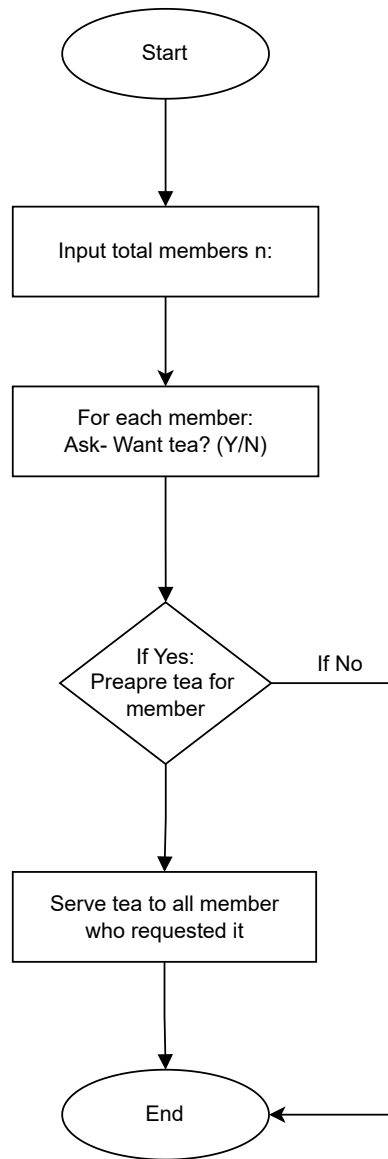 Start
Input total members n:
For each member:
Ask- Want tea? (Y/N)
If Yes:
Preapre tea for
member
If No
Serve tea to all member
who requested it
End